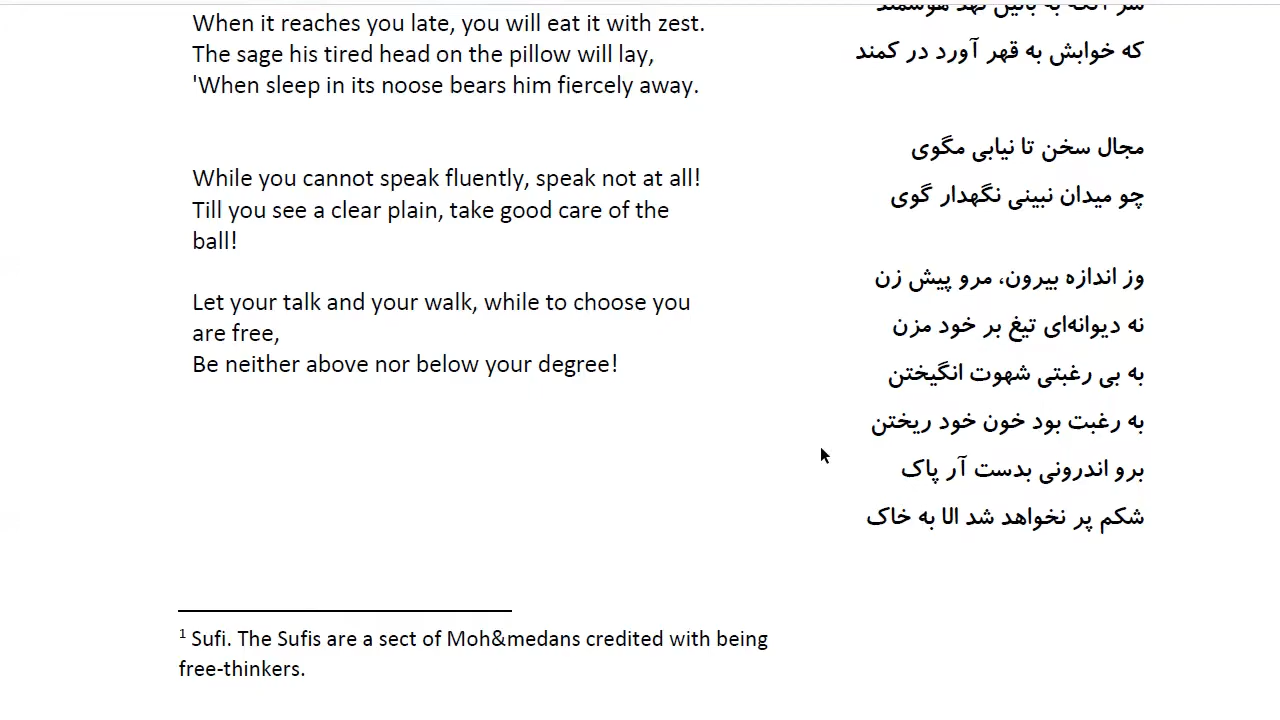 When it reaches you late, you will eat it with zest.
The sage his tired head on the pillow will lay,
'When sleep in its noose bears him fiercely away.
While you cannot speak fluently, speak not at all!
Till you see a clear plain, take good care of the
ball!
Let your talk and your walk, while to choose you
are free,
Be neither above nor below your degree!
سر آنگه به بالین نهد هوشمند
که خوابش به قهر آورد در کمند
مجال سخن تا نیابی مگوی
چو میدان نبینی نگهدار گوی
وز اندازه بیرون، مرو پیش زن
نه دیوانه‌ای تیغ بر خود مزن
به بی رغبتی شهوت انگیختن
به رغبت بود خون خود ریختن
برو اندرونی بدست آر پاک
شکم پر نخواهد شد الا به خاک
1 Sufi. The Sufis are a sect of Moh&medans credited with being
free-thinkers.